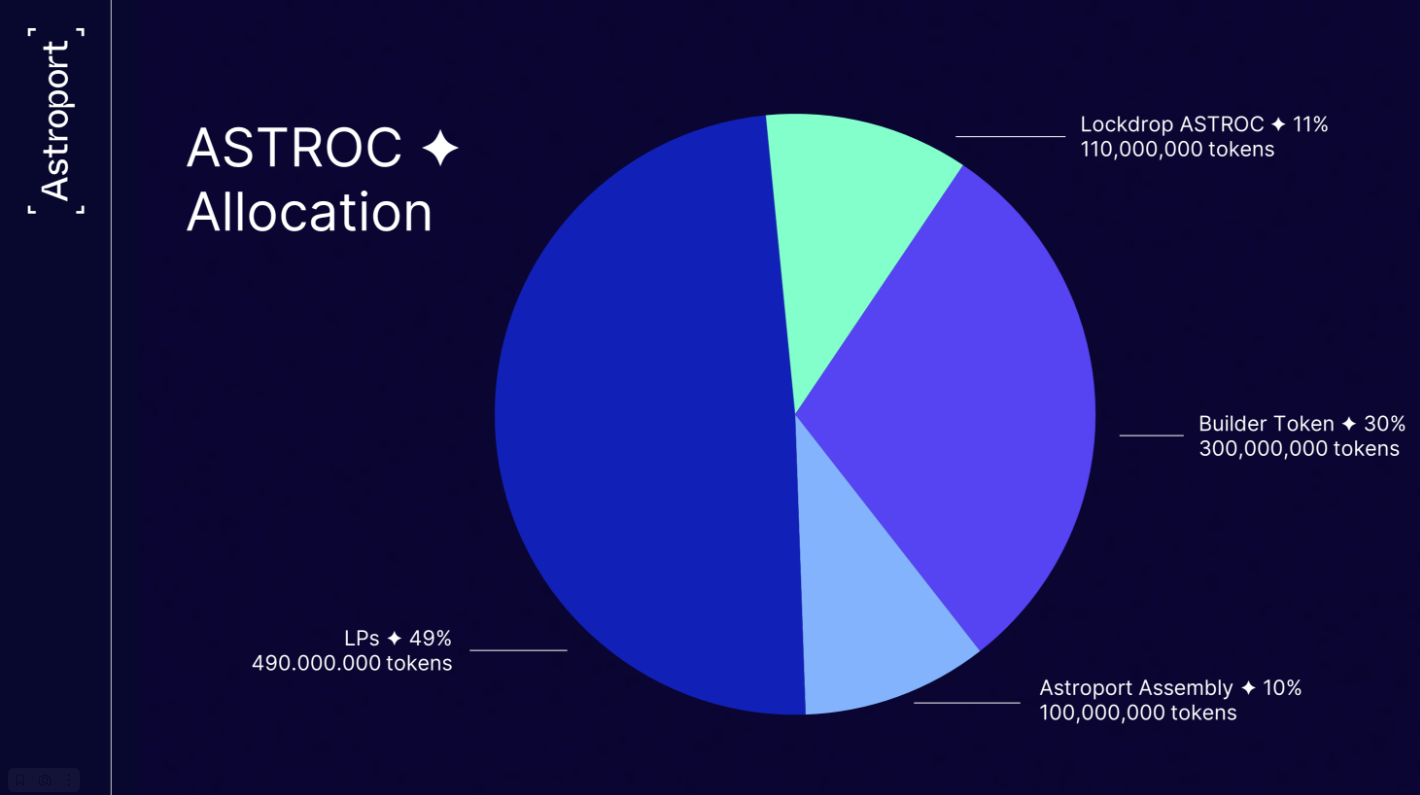 Astroport
ASTROC ✦
Allocation
Lockdrop ASTROC ✦ 11%
110,000,000 tokens
Builder Token ✦ 30%
300,000,000 tokens
LPs ✦ 49%
490.000.000 tokens
Astroport Assembly ✦ 10%
100,000,000 tokens